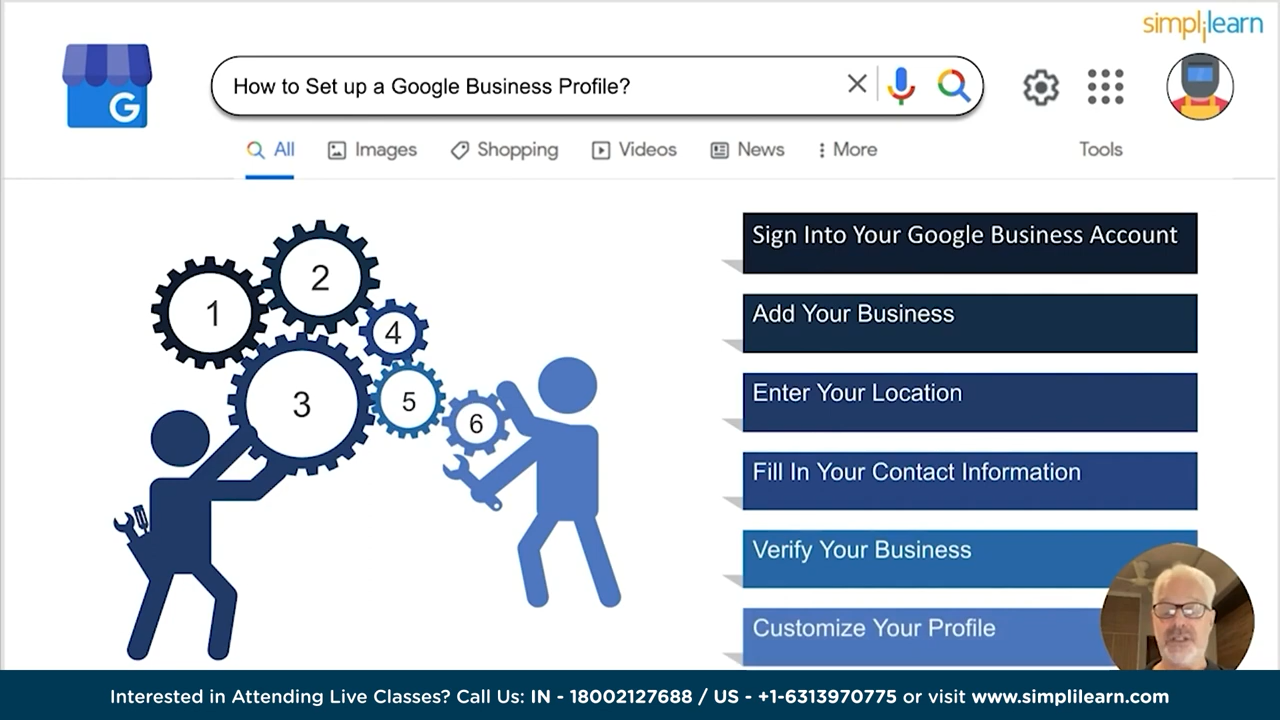 simplilearn
How to Set up a Google Business Profile?
G
All Images Shopping Videos News More Tools
1
2
3
4
5
6
Sign Into Your Google Business Account
Add Your Business
Enter Your Location
Fill In Your Contact Information
Verify Your Business
Customize Your Profile
Interested in Attending Live Classes? Call Us: IN - 18002127688 / US - +1-6313970775 or visit www.simplilearn.com